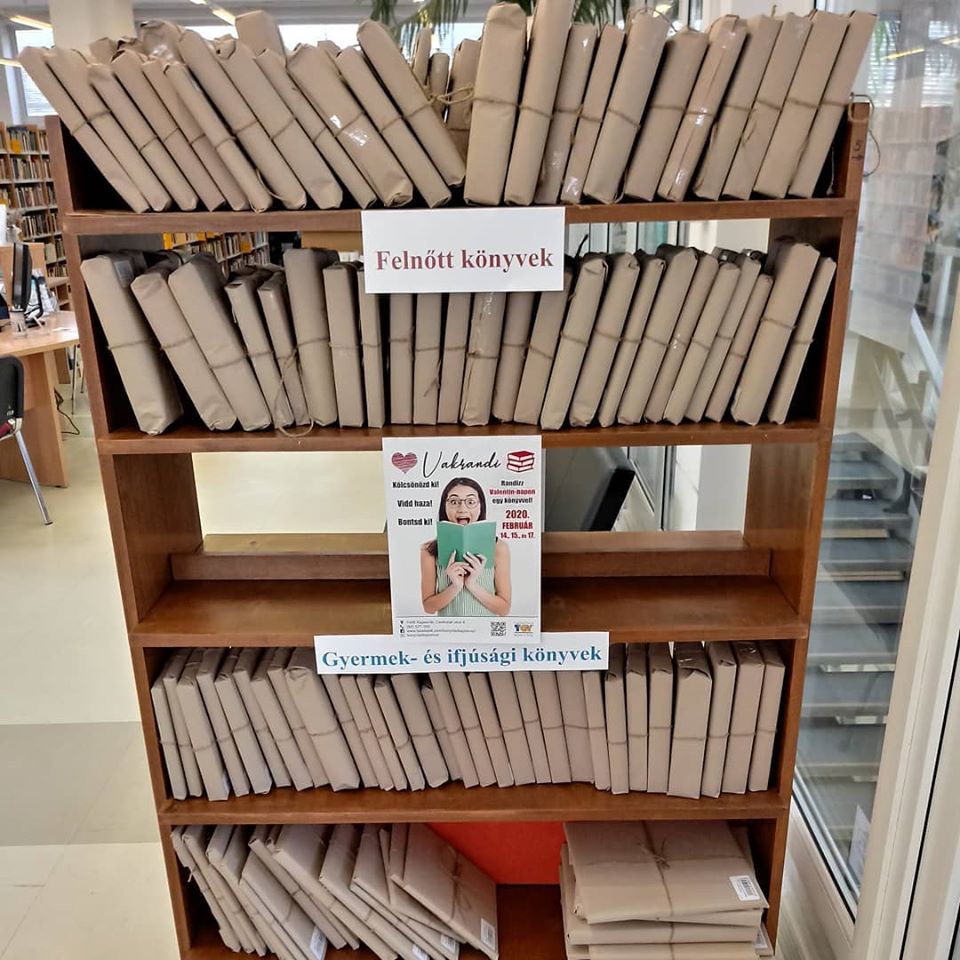 Felnőtt könyvek
Vakrandi
Kölcsönözd ki!
Vidd haza!
Bontsd ki!
Randizz
Valentin-napon
egy könyvvel!
2020.
FEBRUÁR
14., 15., és 17.
Gyermek- és ifjúsági könyvek